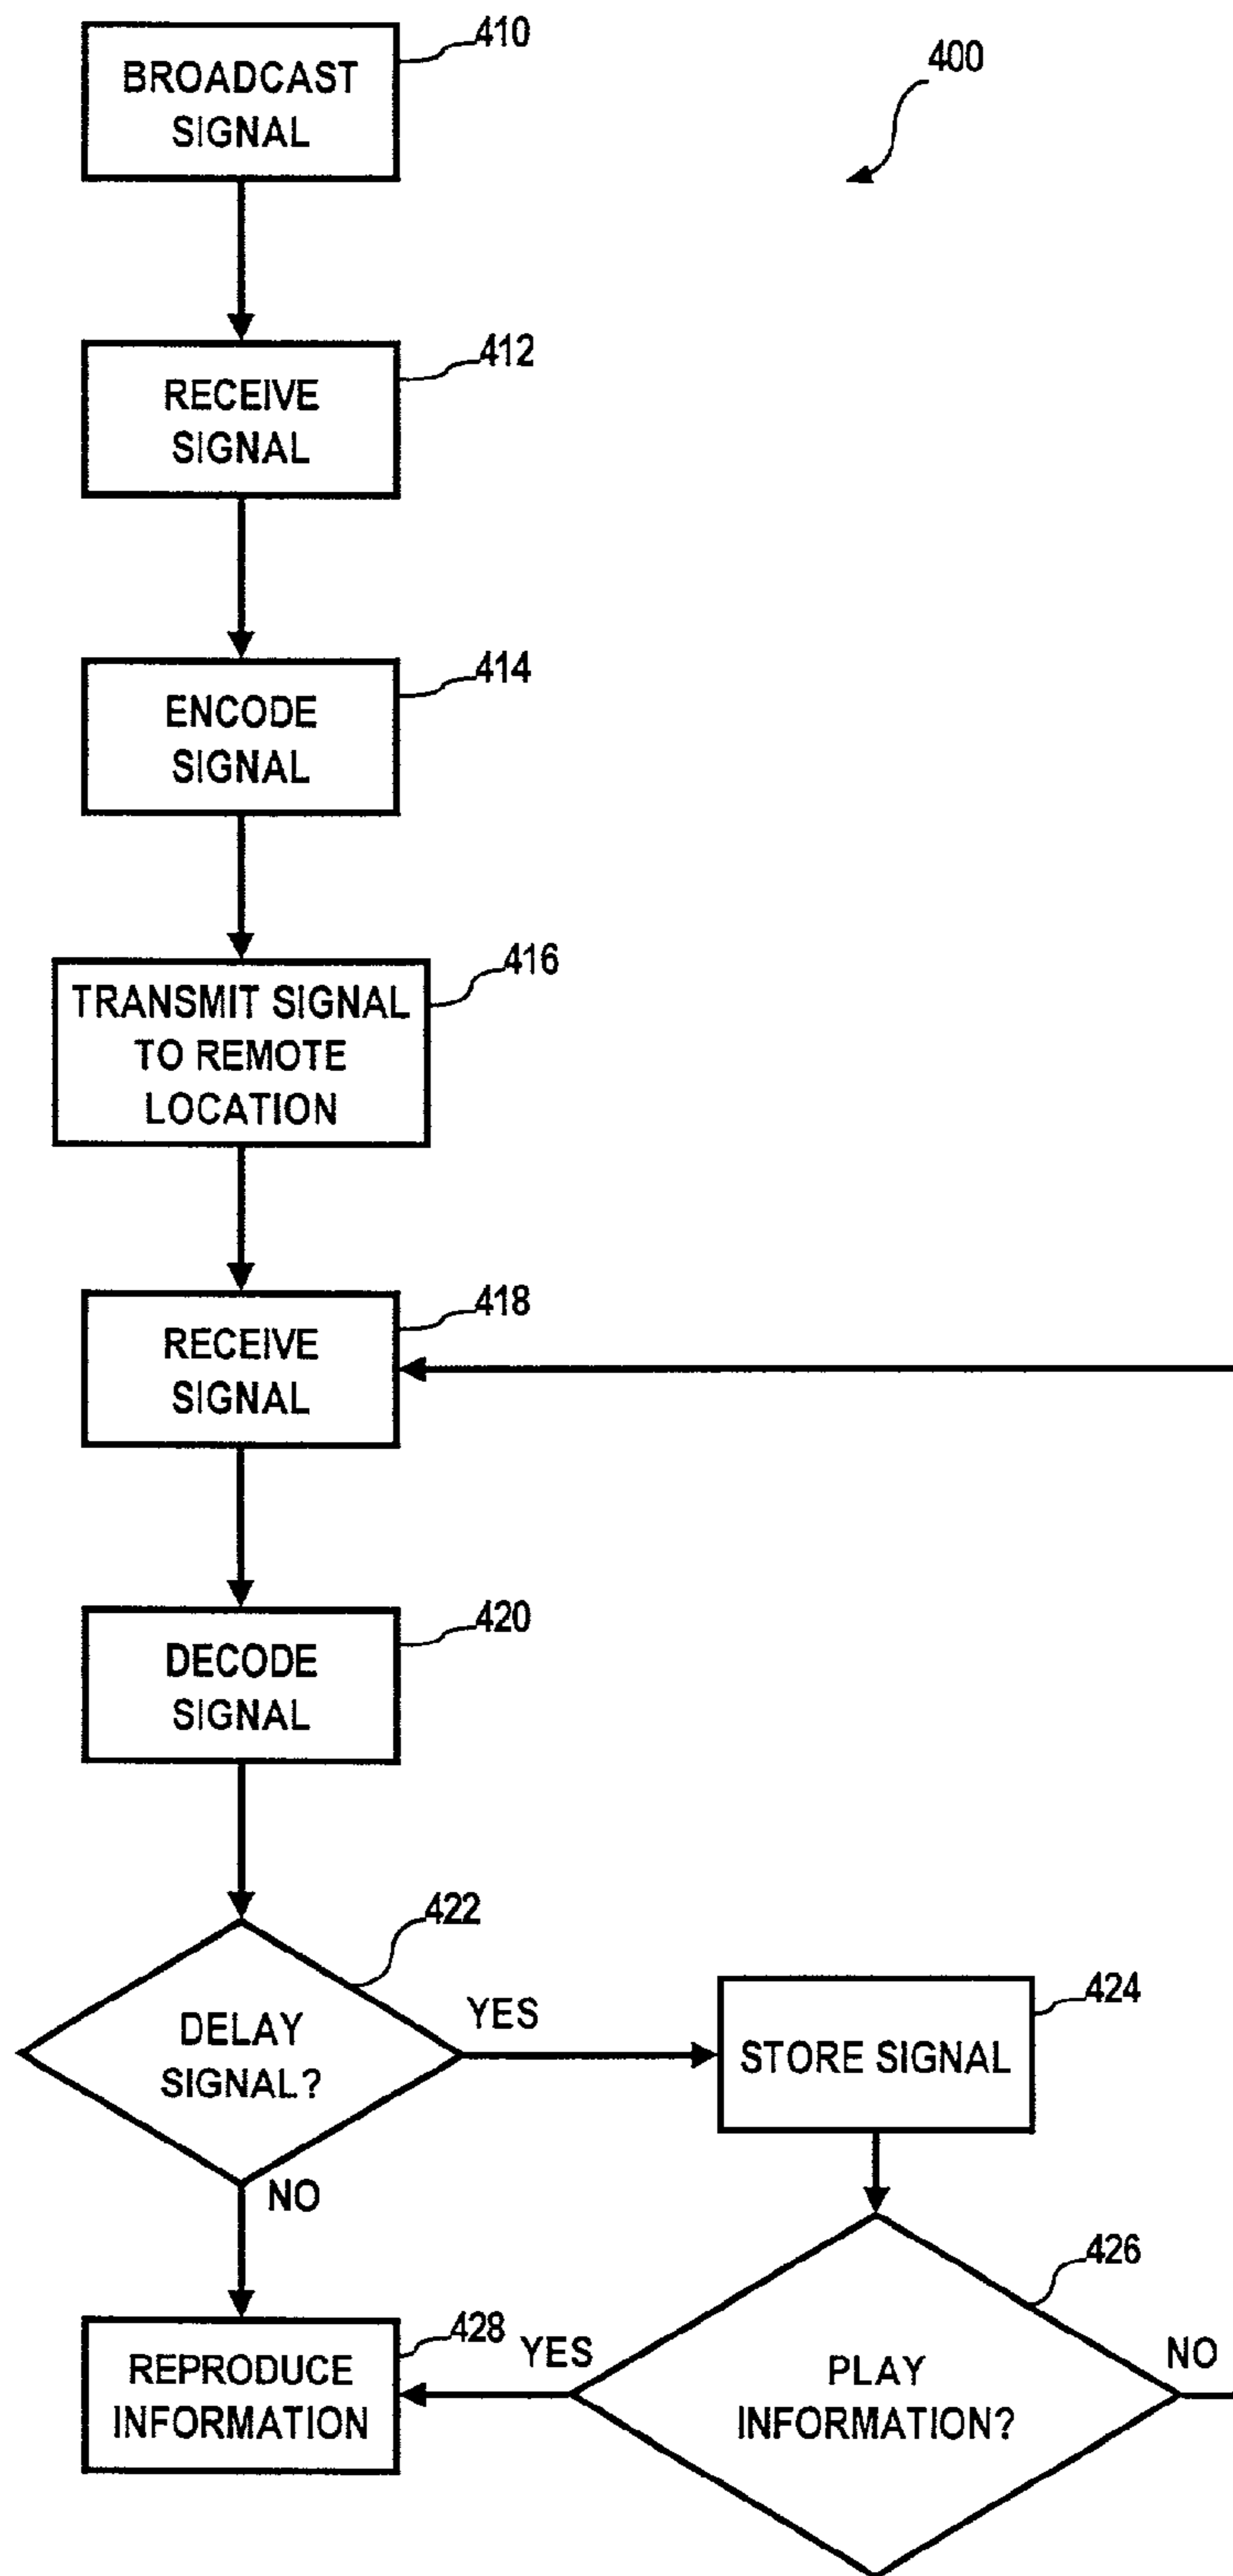 410
BROADCAST
SIGNAL
400
412
RECEIVE
SIGNAL
414
ENCODE
SIGNAL
416
TRANSMIT SIGNAL
TO REMOTE
LOCATION
418
RECEIVE
SIGNAL
420
DECODE
SIGNAL
422
DELAY
SIGNAL?
YES
NO
424
STORE SIGNAL
426
PLAY
INFORMATION?
YES
NO
428
REPRODUCE
INFORMATION